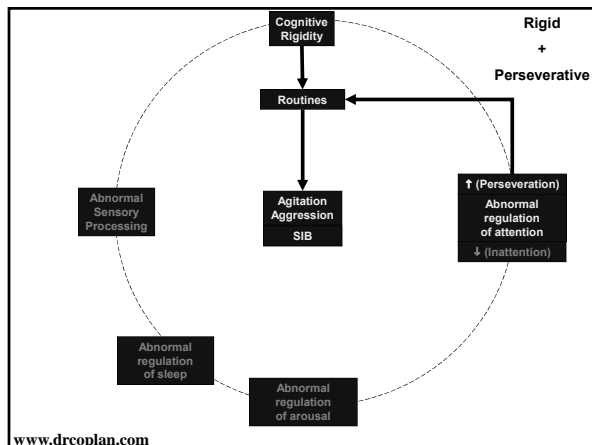 Cognitive
Rigidity
Rigid
+
Perseverative
Routines
↑ (Perseveration)
Abnormal
regulation
of attention
↓ (Inattention)
Abnormal
Sensory
Processing
Agitation
Aggression
SIB
Abnormal
regulation
of sleep
Abnormal
regulation
of arousal
www.drcoplan.com